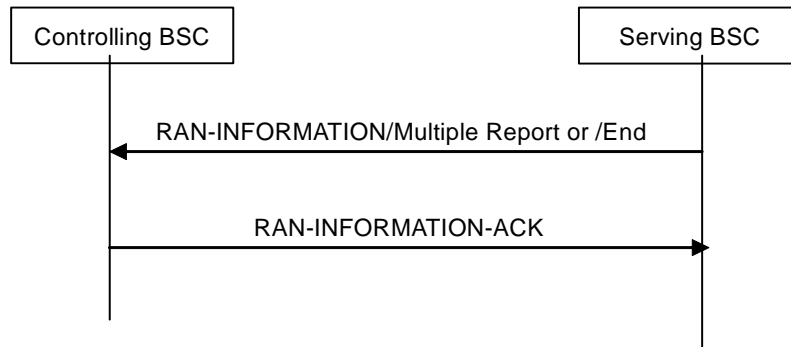 Controlling BSC
Serving BSC
RAN-INFORMATION/Multiple Report or /End
RAN-INFORMATION-ACK